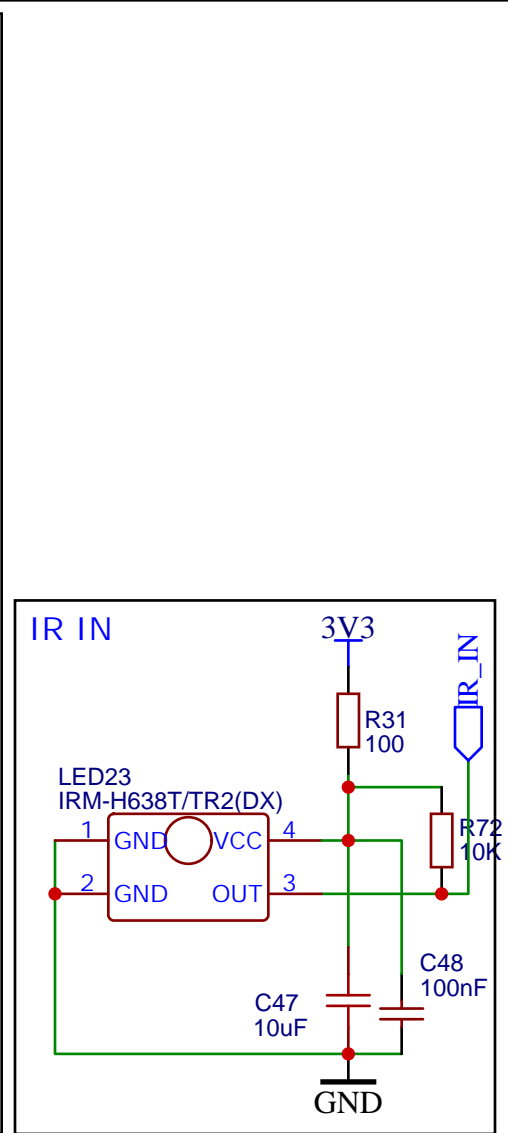 IR IN
3V3
IR_IN
R31
100
LED23
IRM-H638T/TR2(DX)
1 GND VCC 4
2 GND OUT 3
R72
10K
C48
100nF
C47
10uF
GND